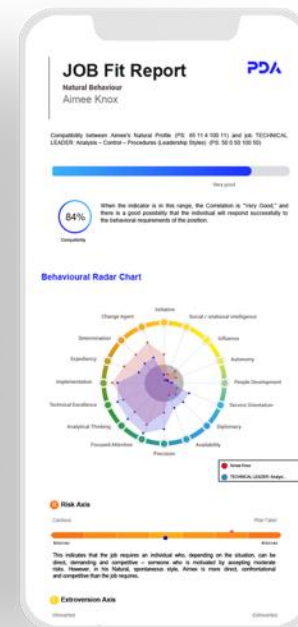 JOB Fit Report
PDA
Natural Behaviour
Aimee Knox
Compatibility between Aimee's Natural Profile (PS: 65 11 4 100 11) and job TECHNICAL
LEADER: Analysis – Control – Procedures (Leadership Styles) (PS: 50 0 50 100 50)
Very good
84%
Compatibility
When the indicator is in this range, the Correlation is "Very Good," and
there is a good possibility that the individual will respond successfully to
the behavioral requirements of the position.
Behavioural Radar Chart
Initiative
Change Agent
Social / relational intelligence
Determination
Influence
Expediency
Autonomy
Implementation
People Development
Technical Excellence
Service Orientation
Analytical Thinking
Diplomacy
Focused Attention
Availability
Precision
Aimee Knox
TECHNICAL LEADER: Analys...
Risk Axis
Cautious
Risk Taker
This indicates that the job requires an individual who, depending on the situation, can be
direct, demanding and competitive – someone who is motivated by accepting moderate
risks. However, in his Natural, spontaneous style, Aimee is more direct, confrontational
and competitive than the job requires.
Extroversion Axis
Introverted
Extroverted